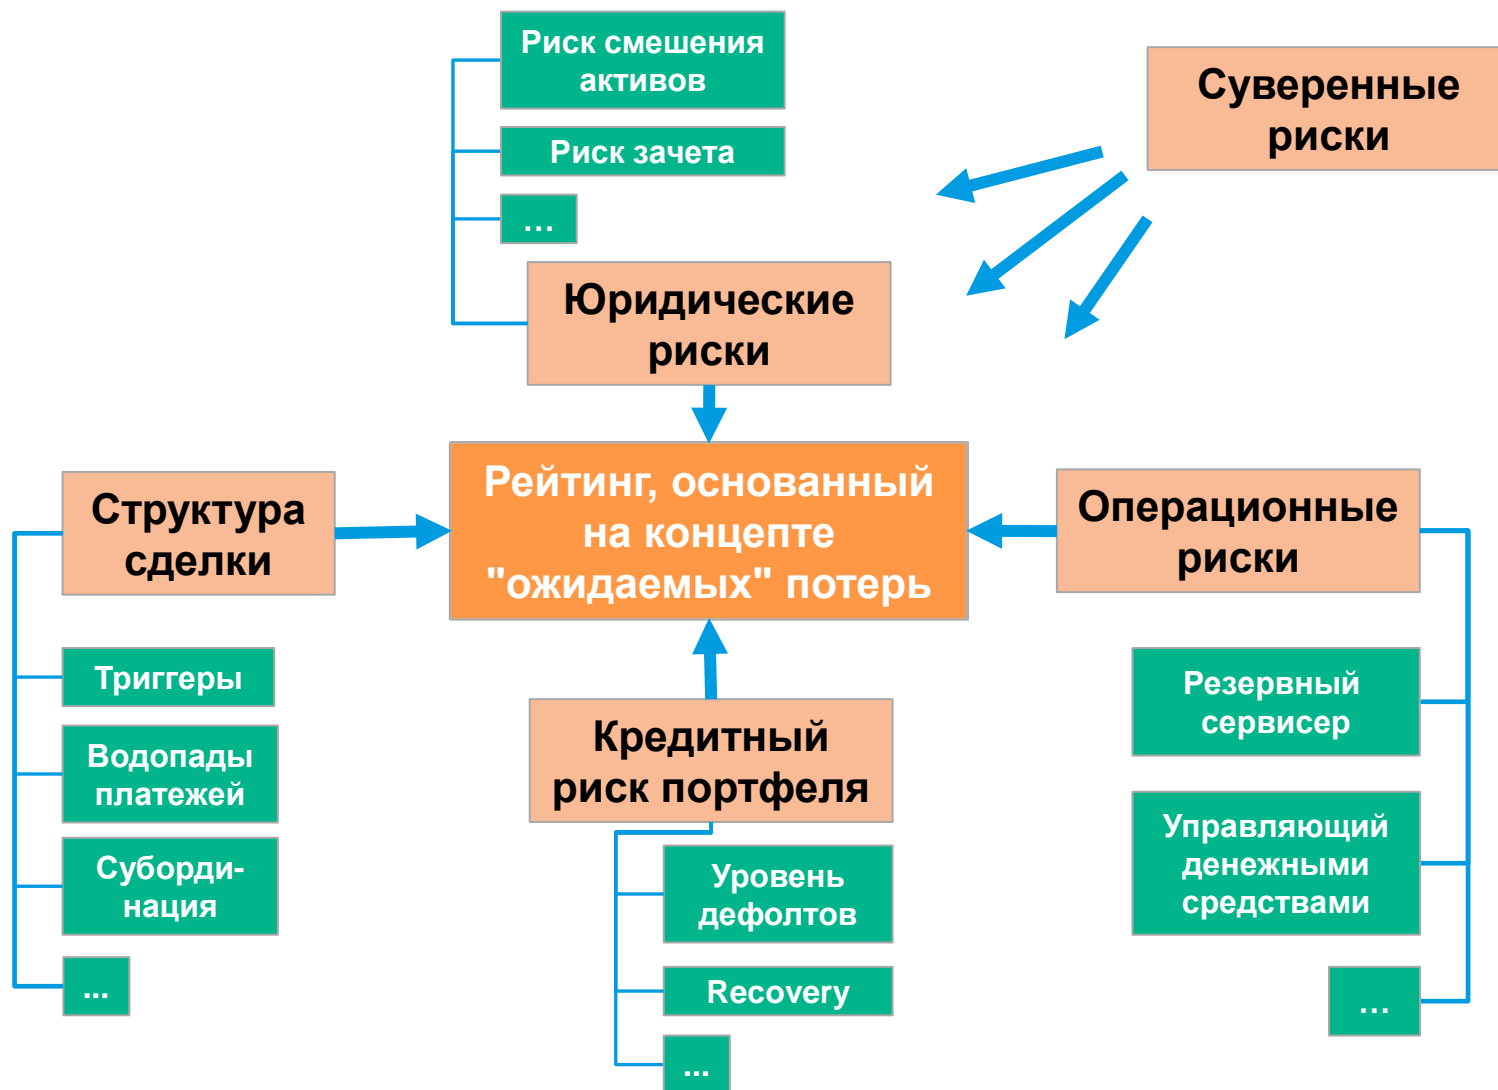 Риск смешения
активов
Риск зачета
...
Юридические
риски
Суверенные
риски
Структура
сделки
Триггеры
Водопады
платежей
Суборди-
нация
...
Рейтинг, основанный
на концепте
"ожидаемых" потерь
Кредитный
риск портфеля
Уровень
дефолтов
Recovery
...
Операционные
риски
Резервный
сервисер
Управляющий
денежными
средствами
...